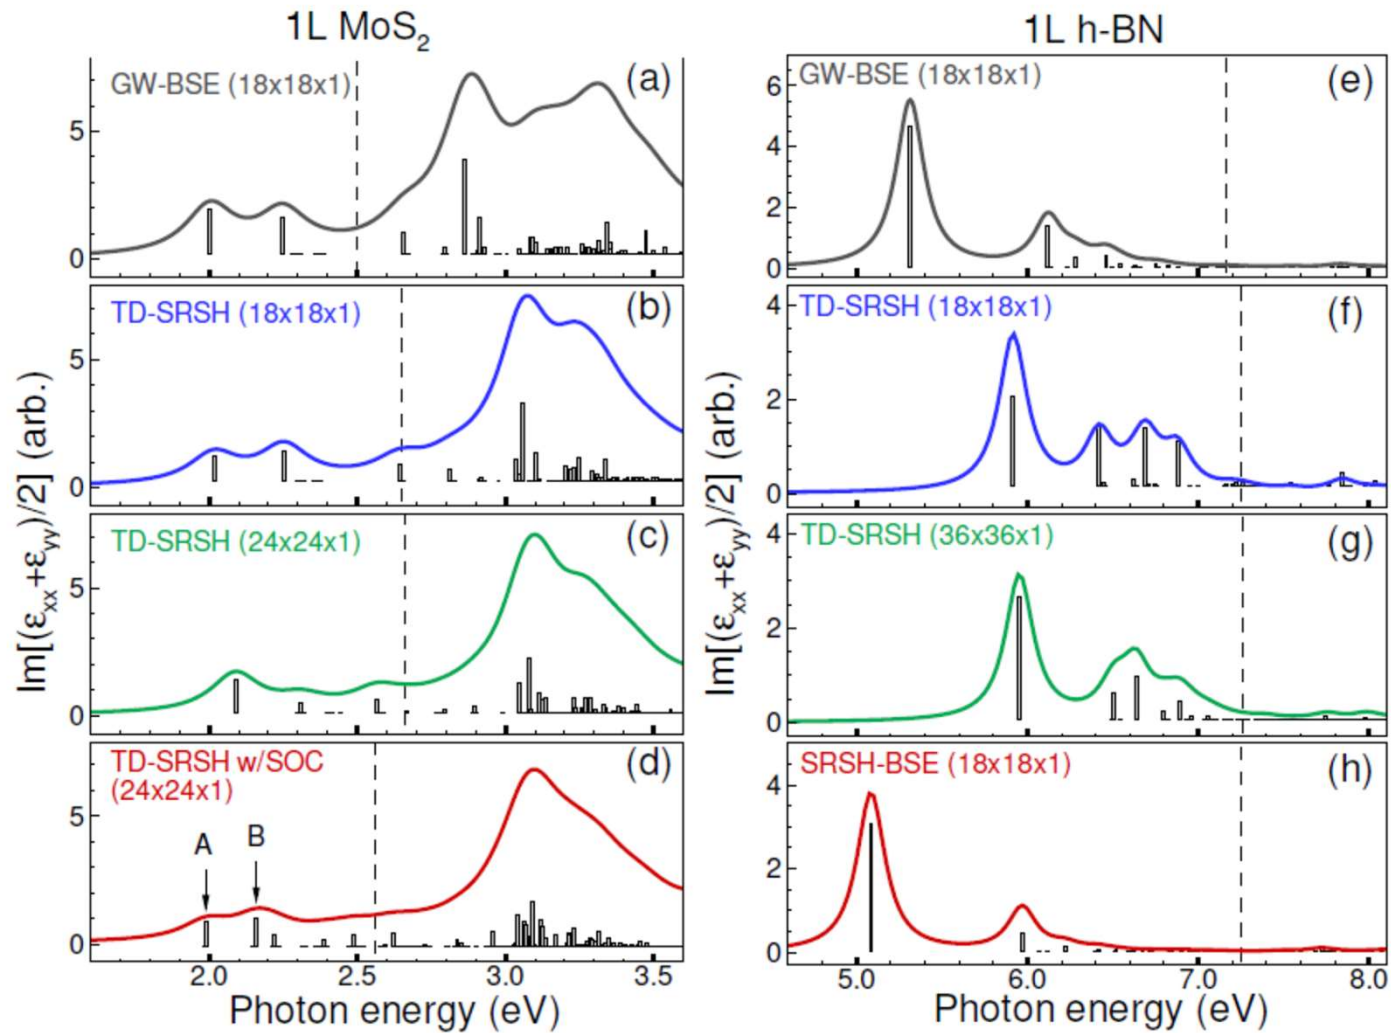 1L MoS₂
GW-BSE (18x18x1)
(a)
5
0
TD-SRSH (18x18x1)
(b)
5
0
TD-SRSH (24x24x1)
(c)
5
0
TD-SRSH w/SOC
(24x24x1)
(d)
A
B
5
0
2.0 2.5 3.0 3.5
Photon energy (eV)
Im[(εxx+εyy)/2] (arb.)
1L h-BN
GW-BSE (18x18x1)
(e)
6
4
2
0
TD-SRSH (18x18x1)
(f)
4
2
0
TD-SRSH (36x36x1)
(g)
4
2
0
SRSH-BSE (18x18x1)
(h)
4
2
0
5.0 6.0 7.0 8.0
Photon energy (eV)
Im[(εxx+εyy)/2] (arb.)